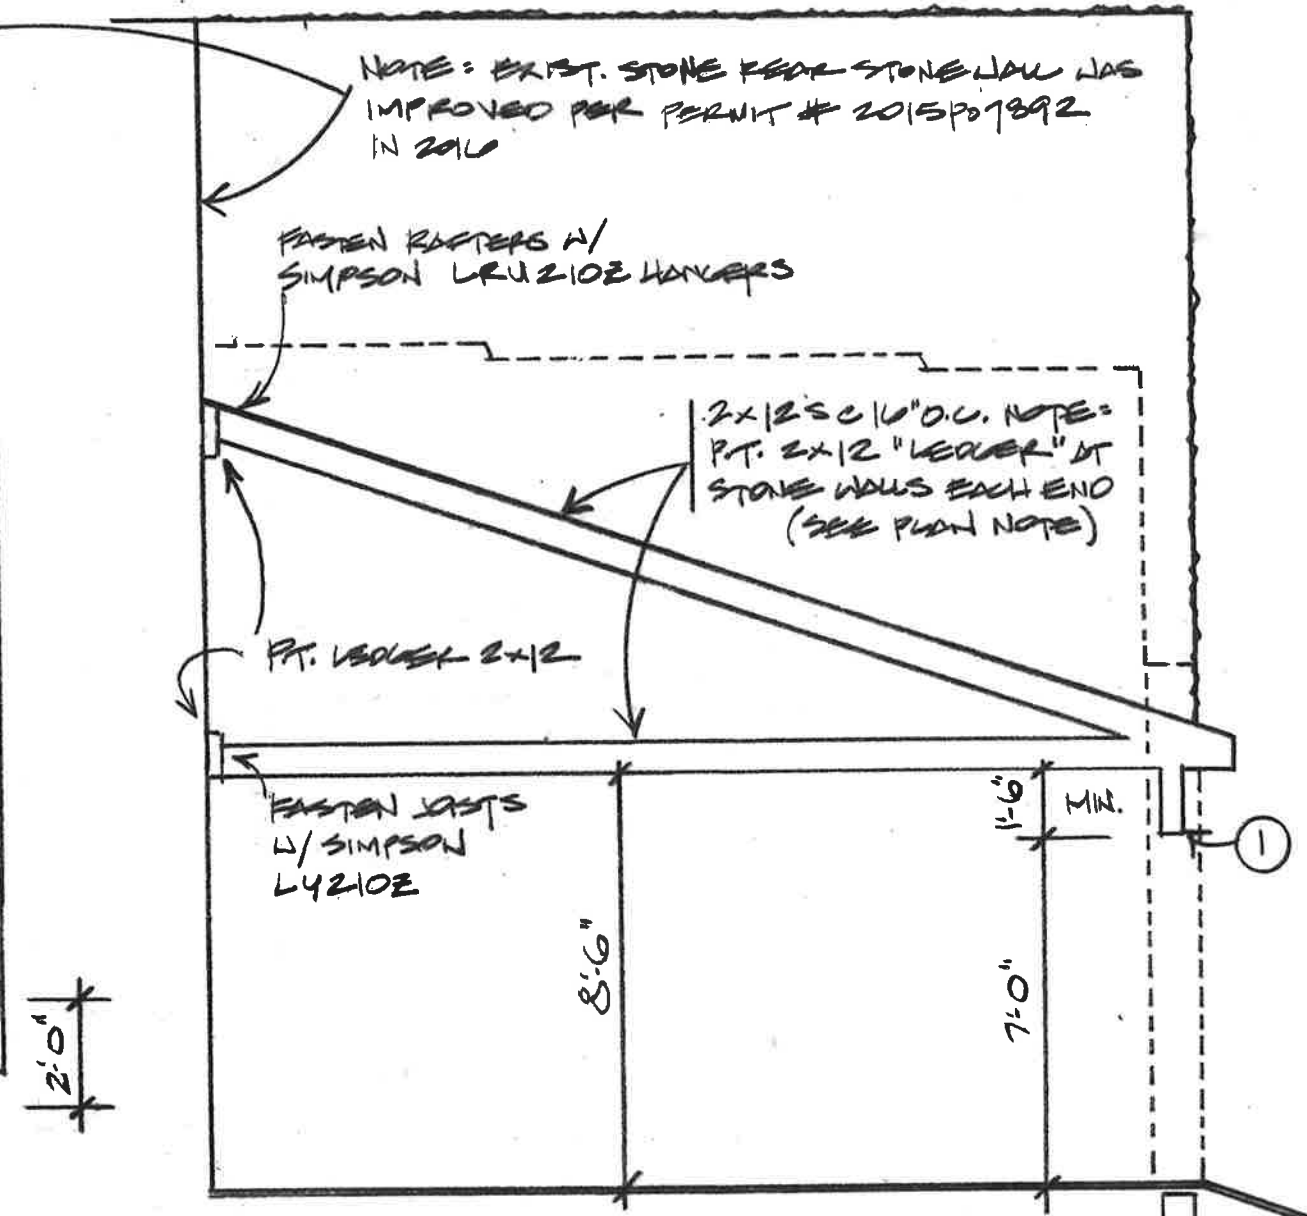 NOTE: EXIST. STONE REAR STONE WALL WAS
IMPROVED PER PERMIT #
IN 2016
FASTEN RAFTERS W/
SIMPSON LRU210Z HANGERS
2x12'S @ 16" O.C. NOTE:
P.T. 2x12 "LEDGER" AT
STONE WALLS EACH END
(SEE PLAN NOTE)
P.T. LEDGER 2x12
FASTEN JOISTS
W/ SIMPSON
LU210Z
1'-6"
MIN.
1
8'-6"
7'-0"
2'-0"